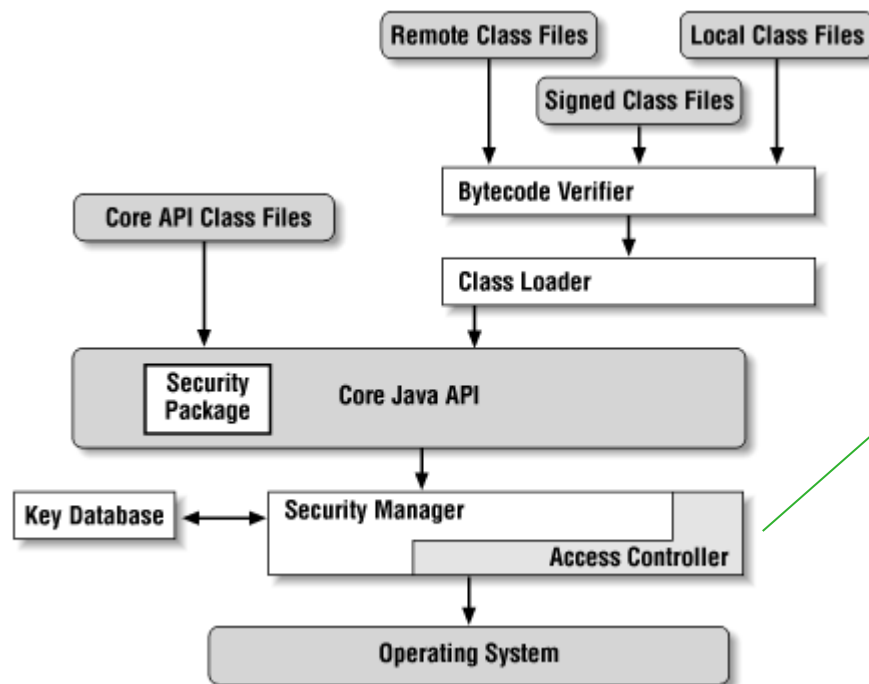 Remote Class Files
Local Class Files
Signed Class Files
Bytecode Verifier
Core API Class Files
Class Loader
Security
Package
Core Java API
Key Database
Security Manager
Access Controller
Operating System